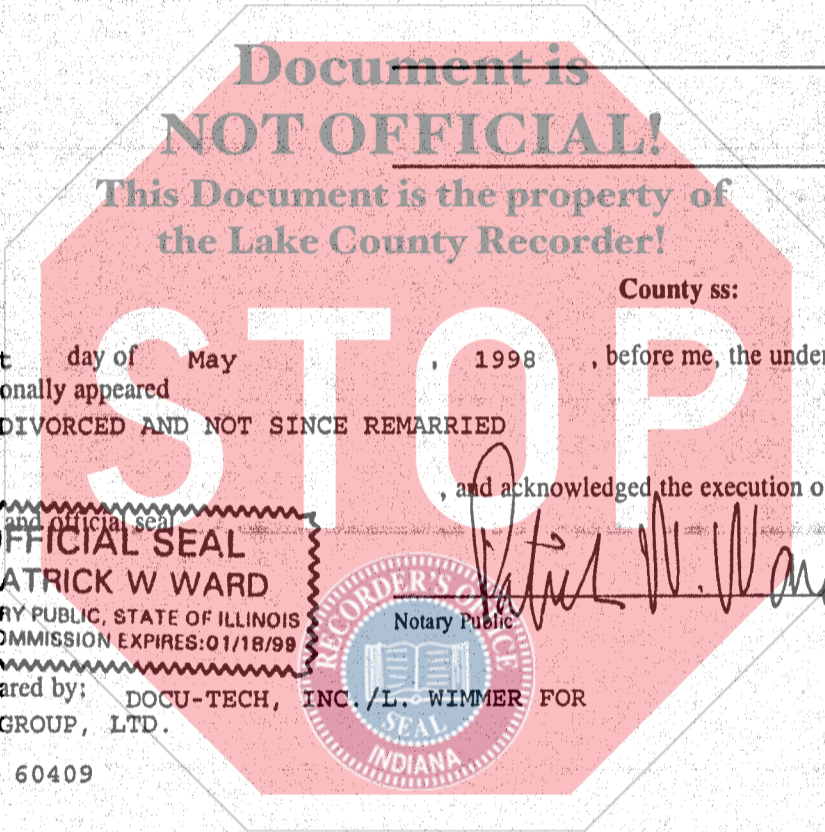 Document is
NOT OFFICIAL!
This Document is the property of
the Lake County Recorder!
STOP
County ss:
t day of May , 1998 , before me, the under
onally appeared
DIVORCED AND NOT SINCE REMARRIED
, and acknowledged the execution o
and official seal
FFICIAL SEAL
ATRICK W WARD
RY PUBLIC, STATE OF ILLINOIS
OMMISSION EXPIRES:01/18/99
Patrick W. War
Notary Public
RECORDER'S OFFICE
SEAL
INDIANA
ared by: DOCU-TECH, INC./L. WIMMER FOR
GROUP, LTD.
60409